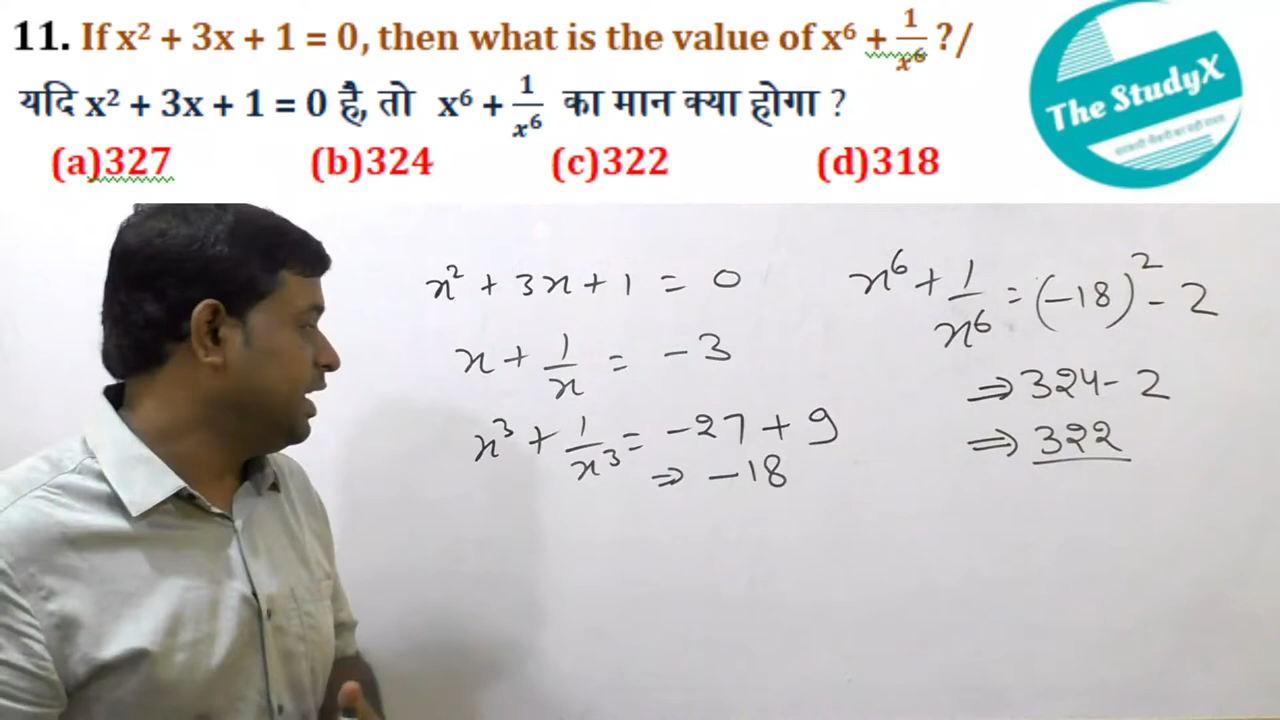 11. If x² + 3x + 1 = 0, then what is the value of x⁶ + 1/x⁶ ?/
यदि x² + 3x + 1 = 0 है, तो x⁶ + 1/x⁶ का मान क्या होगा ?
(a)327 (b)324 (c)322 (d)318
The StudyX
x² + 3x + 1 = 0
x + 1/x = -3
x³ + 1/x³ = -27 + 9
⇒ -18
x⁶ + 1/x⁶ = (-18)² - 2
⇒ 324 - 2
⇒ 322